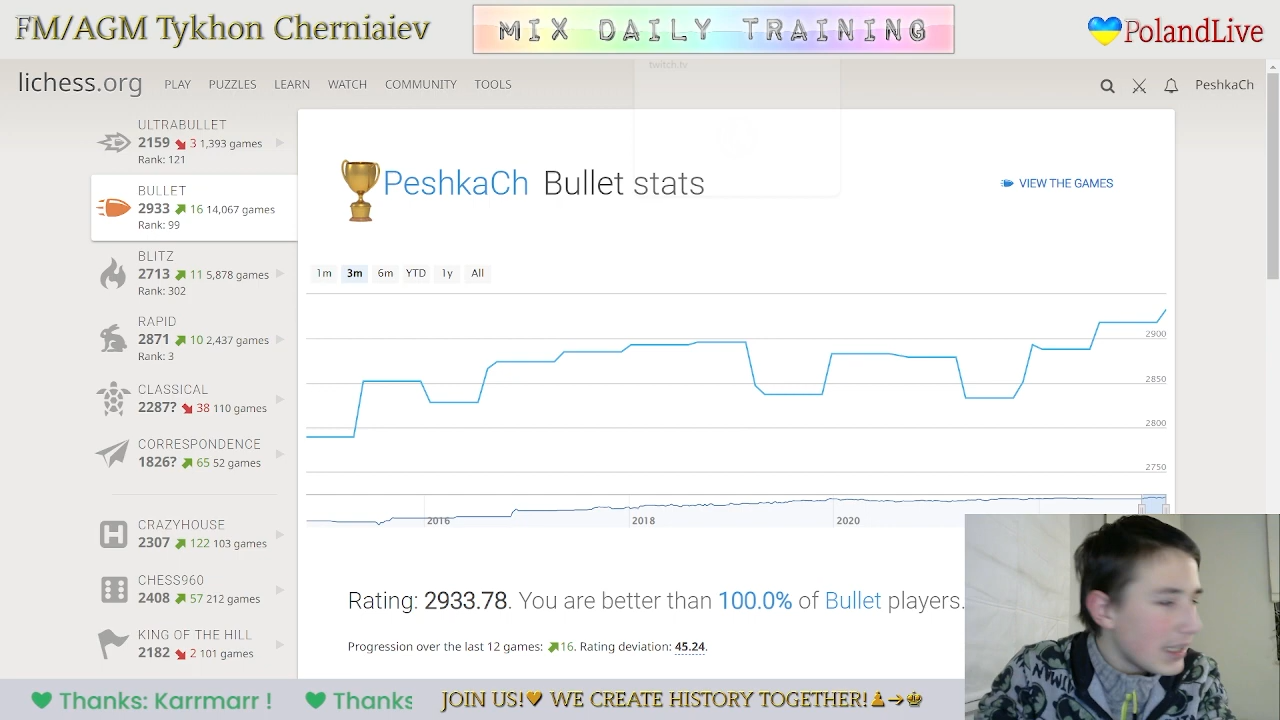 FM/AGM Tykhon Cherniaiev
MIX DAILY TRAINING
PolandLive
lichess.org PLAY PUZZLES LEARN WATCH COMMUNITY TOOLS PeshkaCh
twitch.tv
ULTRABULLET
2159 3 1,393 games
Rank: 121
BULLET
2933 16 14,067 games
Rank: 99
BLITZ
2713 11 5,878 games
Rank: 302
RAPID
2871 10 2,437 games
Rank: 3
CLASSICAL
2287? 38 110 games
CORRESPONDENCE
1826? 65 52 games
CRAZYHOUSE
2307 122 103 games
CHESS960
2408 57 212 games
KING OF THE HILL
2182 2 101 games
PeshkaCh Bullet stats
VIEW THE GAMES
1m 3m 6m YTD 1y All
2900
2850
2800
2750
2016 2018 2020
Rating: 2933.78. You are better than 100.0% of Bullet players.
Progression over the last 12 games: 16. Rating deviation: 45.24.
Thanks: Karrmarr ! Thanks
JOIN US!🧡 WE CREATE HISTORY TOGETHER!♟→♚